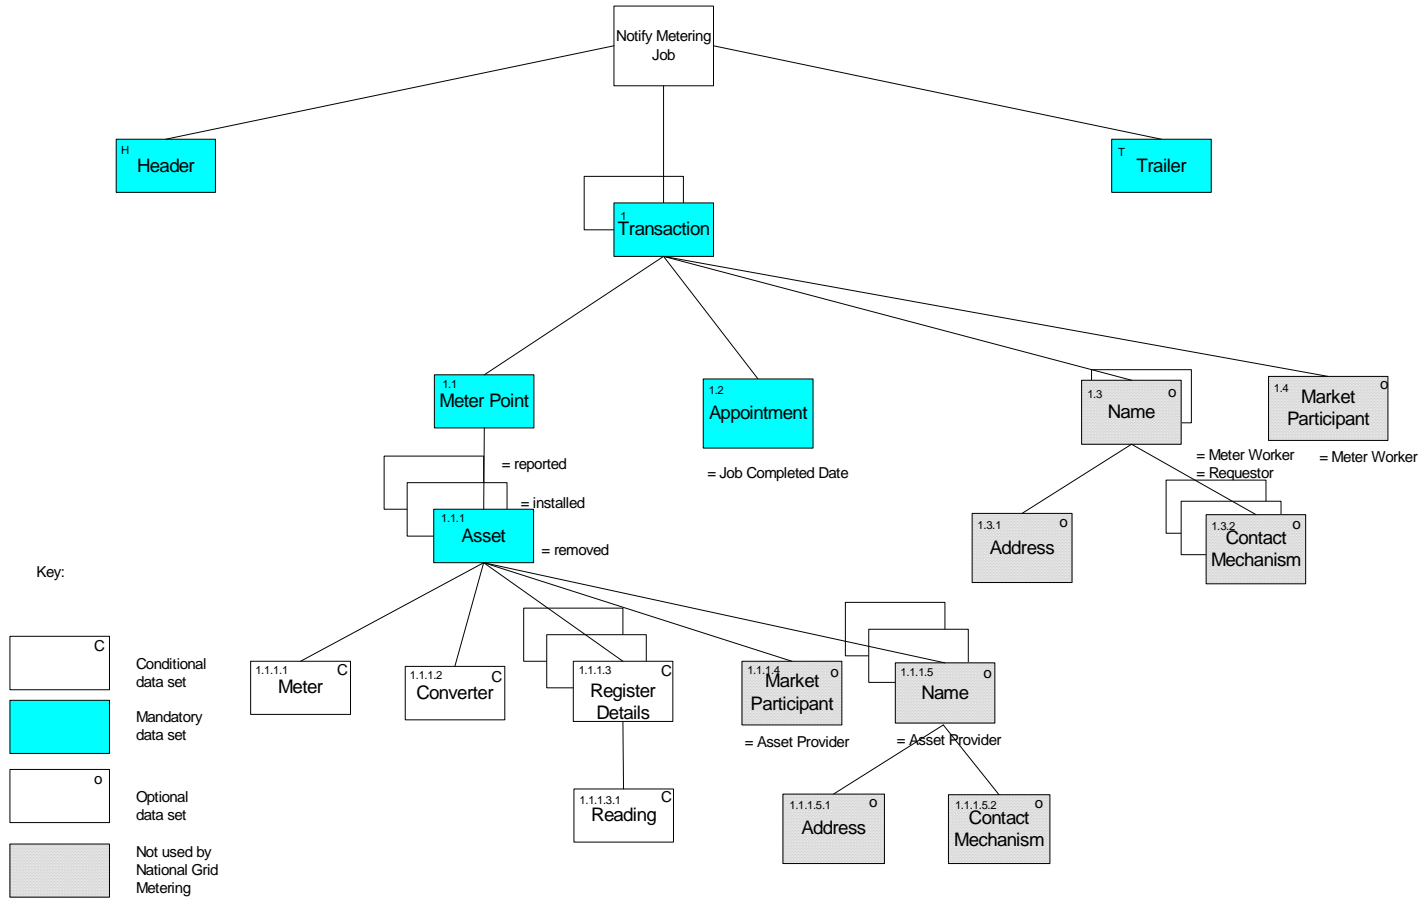 Notify Metering
Job
H
Header
T
Trailer
1
Transaction
1.1
Meter Point
1.2
Appointment
1.3
o
Name
1.4
o
Market
Participant
= reported
= Job Completed Date
= Meter Worker
= Requestor
= Meter Worker
= installed
1.1.1
Asset
= removed
1.3.1
o
Address
1.3.2
o
Contact
Mechanism
Key:
C
Conditional
data set
Mandatory
data set
o
Optional
data set
Not used by
National Grid
Metering
1.1.1.1
C
Meter
1.1.1.2
C
Converter
1.1.1.3
C
Register
Details
1.1.1.4
o
Market
Participant
= Asset Provider
1.1.1.5
o
Name
= Asset Provider
1.1.1.3.1
C
Reading
1.1.1.5.1
o
Address
1.1.1.5.2
o
Contact
Mechanism